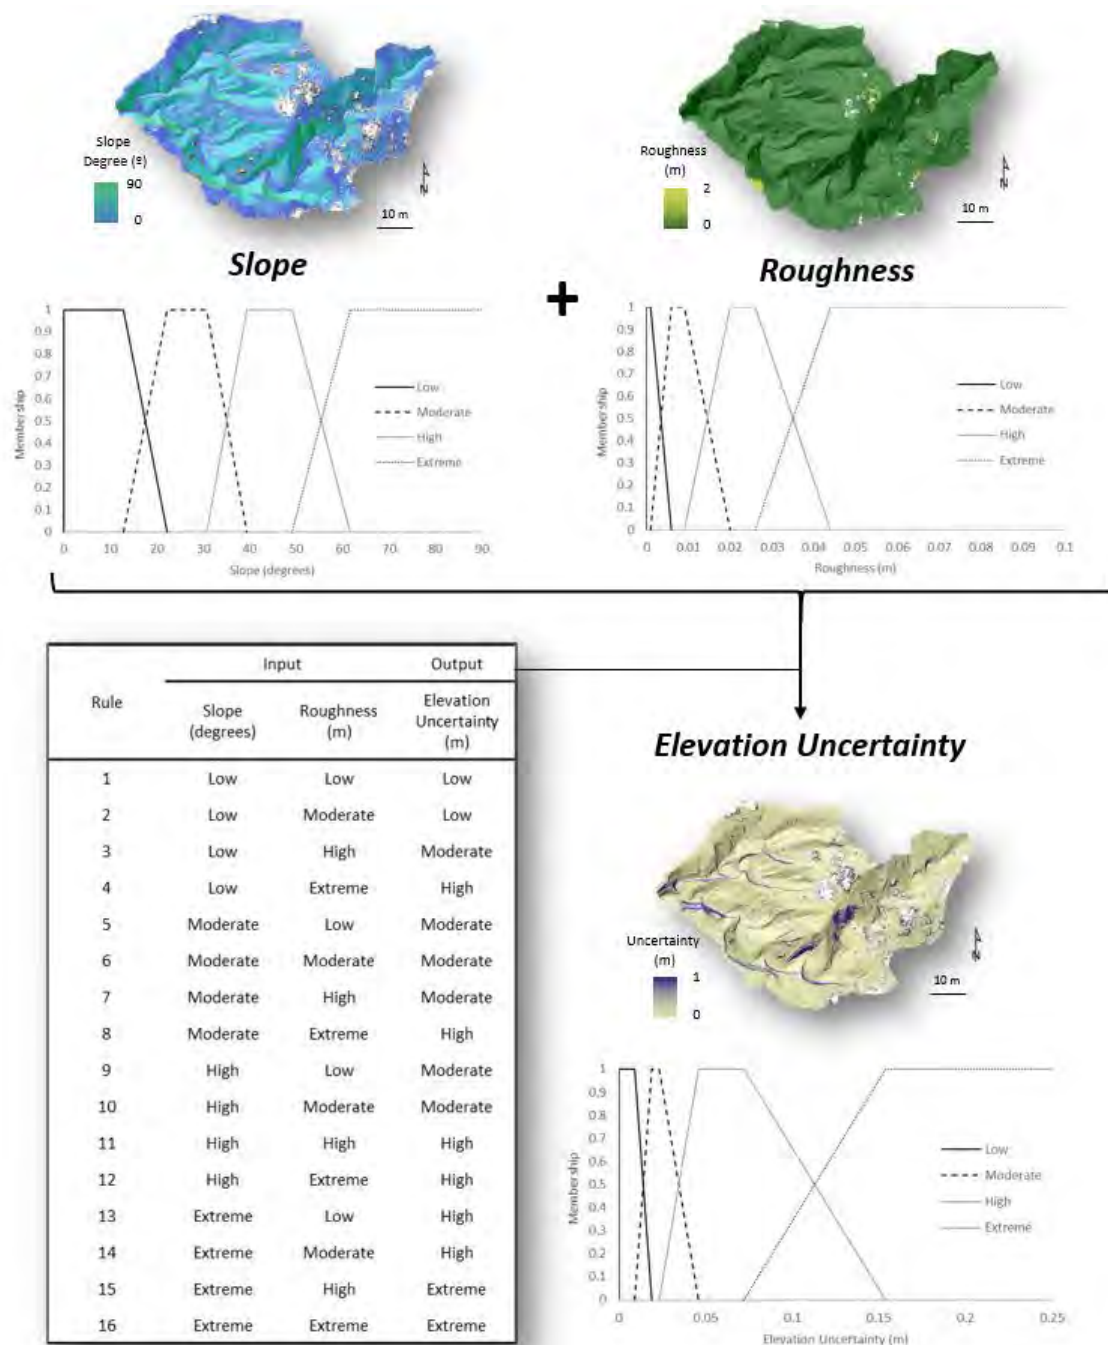 Slope
Degree (º)
90
0
N
10 m
Roughness
(m)
2
0
N
10 m
Slope
+
Roughness
Membership
1
0.9
0.8
0.7
0.6
0.5
0.4
0.3
0.2
0.1
0
0 10 20 30 40 50 60 70 80 90
Slope (degrees)
Low
Moderate
High
Extreme
Membership
1
0.9
0.8
0.7
0.6
0.5
0.4
0.3
0.2
0.1
0
0 0.01 0.02 0.03 0.04 0.05 0.06 0.07 0.08 0.09 0.1
Roughness (m)
Low
Moderate
High
Extreme
Input Output
Rule Slope (degrees) Roughness (m) Elevation Uncertainty (m)
1 Low Low Low
2 Low Moderate Low
3 Low High Moderate
4 Low Extreme High
5 Moderate Low Moderate
6 Moderate Moderate Moderate
7 Moderate High Moderate
8 Moderate Extreme High
9 High Low Moderate
10 High Moderate Moderate
11 High High High
12 High Extreme High
13 Extreme Low High
14 Extreme Moderate High
15 Extreme High Extreme
16 Extreme Extreme Extreme
Elevation Uncertainty
Uncertainty
(m)
1
0
N
10 m
Membership
1
0.9
0.8
0.7
0.6
0.5
0.4
0.3
0.2
0.1
0
0 0.05 0.1 0.15 0.2 0.25
Elevation Uncertainty (m)
Low
Moderate
High
Extreme